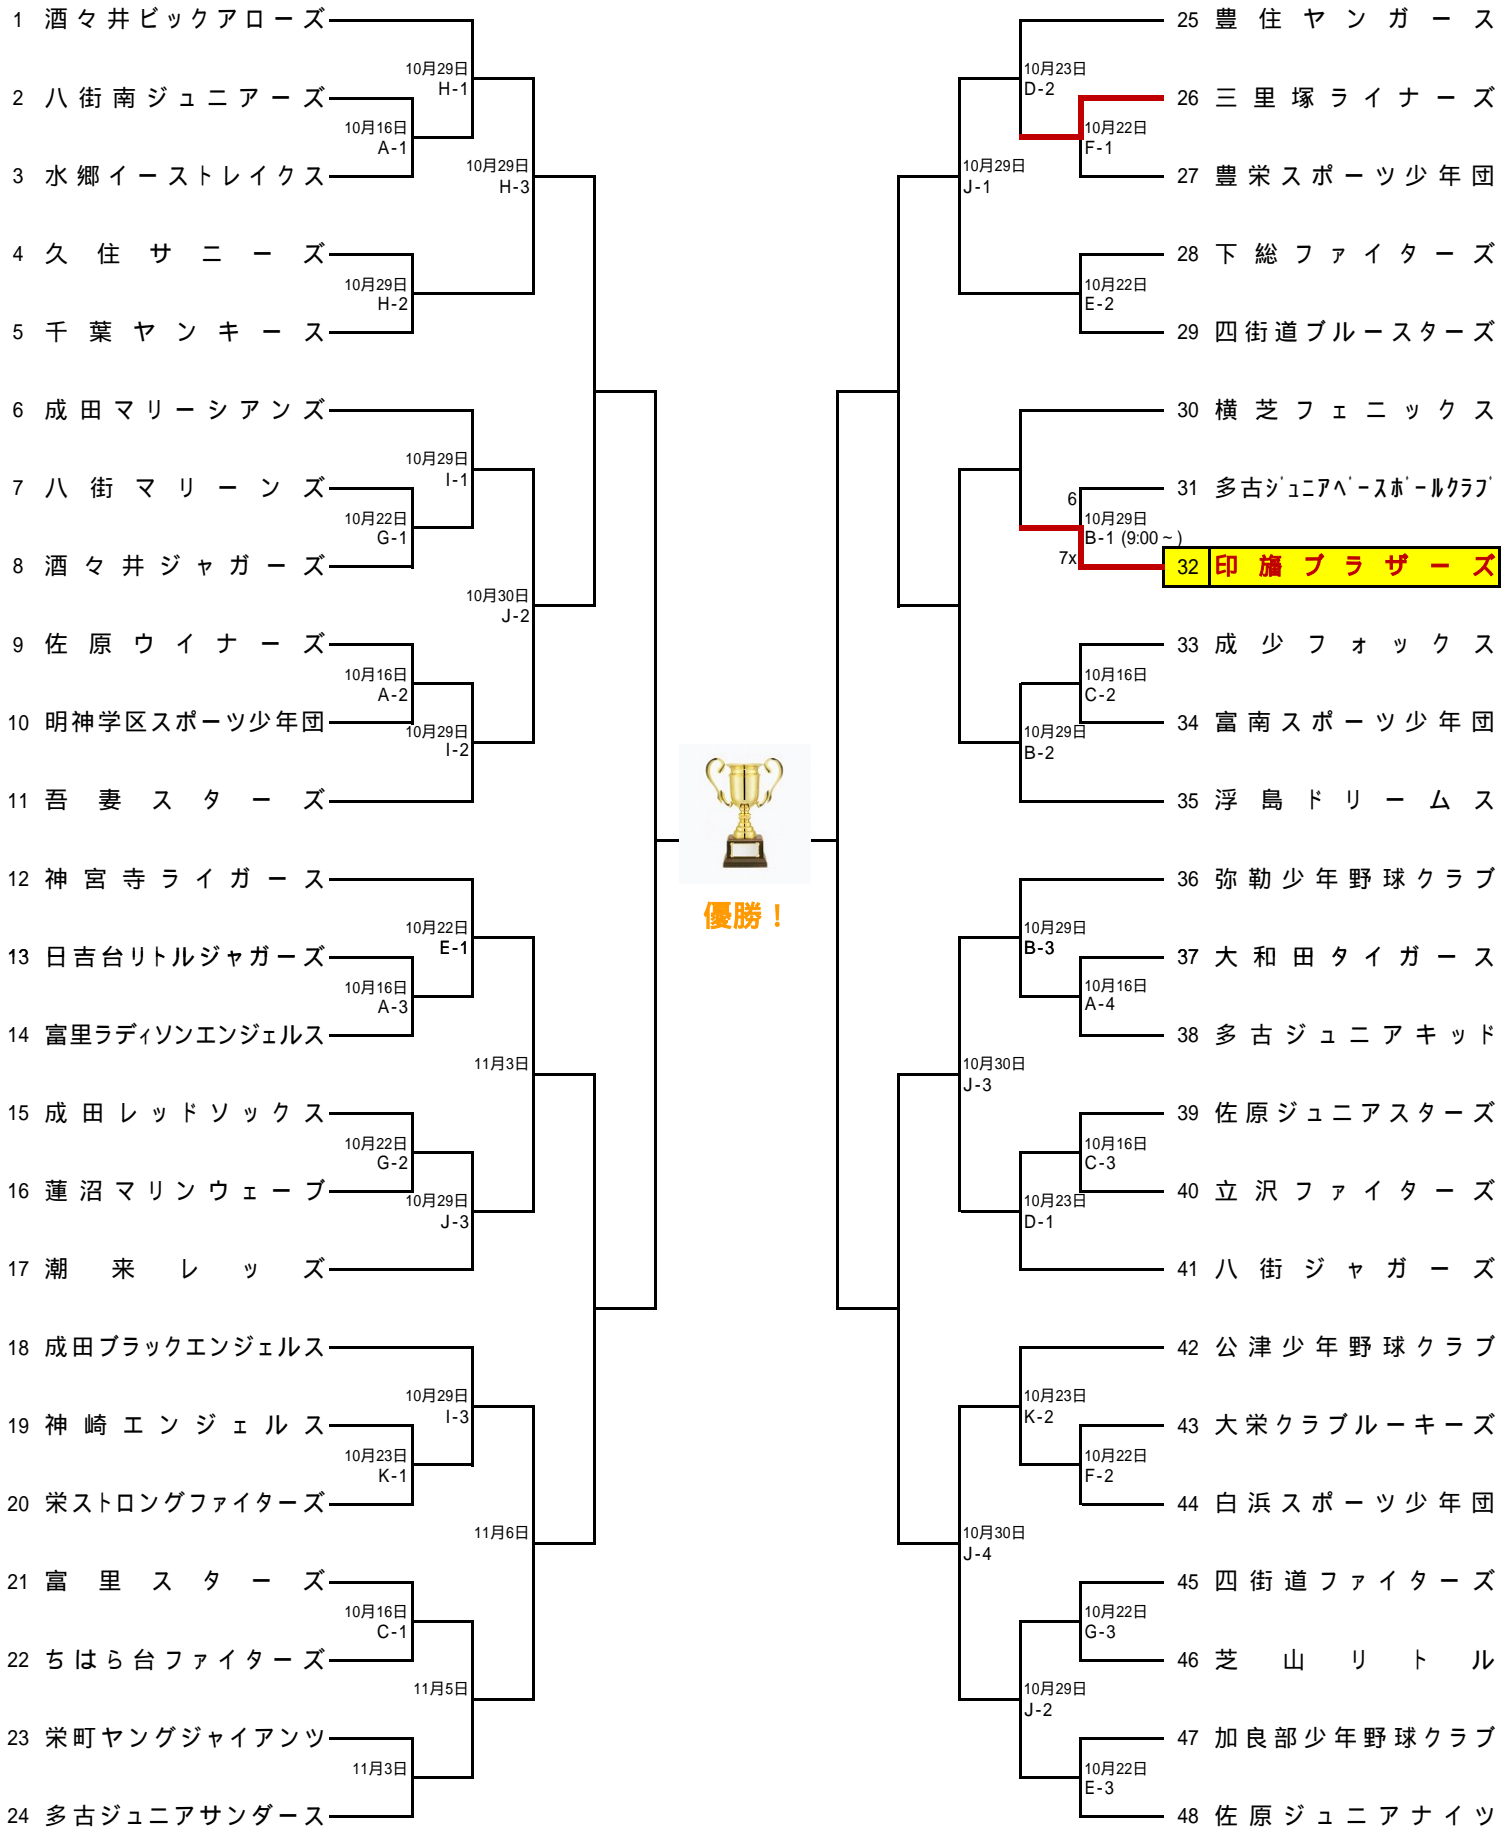 1 酒々井ビックアローズ
10月29日
H-1
2 八街南ジュニアーズ
10月16日
A-1
3 水郷イーストレイクス
10月29日
H-3
4 久住サニーズ
10月29日
H-2
5 千葉ヤンキース
6 成田マリーシアンズ
10月29日
I-1
7 八街マリーンズ
10月22日
G-1
8 酒々井ジャガーズ
10月30日
J-2
9 佐原ウイナーズ
10月16日
A-2
10 明神学区スポーツ少年団
10月29日
I-2
11 吾妻スターズ
12 神宮寺ライガース
10月22日
E-1
13 日吉台リトルジャガーズ
10月16日
A-3
14 富里ラディソンエンジェルス
11月3日
15 成田レッドソックス
10月22日
G-2
16 蓮沼マリンウェーブ
10月29日
J-3
17 潮来レッズ
18 成田ブラックエンジェルス
10月29日
I-3
19 神崎エンジェルス
10月23日
K-1
20 栄ストロングファイターズ
11月6日
21 富里スターズ
10月16日
C-1
22 ちはら台ファイターズ
11月5日
23 栄町ヤングジャイアンツ
11月3日
24 多古ジュニアサンダース
優勝！
25 豊住ヤンガース
10月23日
D-2
26 三里塚ライナーズ
10月22日
F-1
27 豊栄スポーツ少年団
10月29日
J-1
28 下総ファイターズ
10月22日
E-2
29 四街道ブルースターズ
30 横芝フェニックス
31 多古ｼﾞｭﾆｱﾍﾞｰｽﾎﾞｰﾙｸﾗﾌﾞ
6
10月29日
B-1 (9:00～)
7x
32 印旛ブラザーズ
33 成少フォックス
10月16日
C-2
34 富南スポーツ少年団
10月29日
B-2
35 浮島ドリームス
36 弥勒少年野球クラブ
10月29日
B-3
37 大和田タイガース
10月16日
A-4
38 多古ジュニアキッド
10月30日
J-3
39 佐原ジュニアスターズ
10月16日
C-3
40 立沢ファイターズ
10月23日
D-1
41 八街ジャガーズ
42 公津少年野球クラブ
10月23日
K-2
43 大栄クラブルーキーズ
10月22日
F-2
44 白浜スポーツ少年団
10月30日
J-4
45 四街道ファイターズ
10月22日
G-3
46 芝山リトル
10月29日
J-2
47 加良部少年野球クラブ
10月22日
E-3
48 佐原ジュニアナイツ